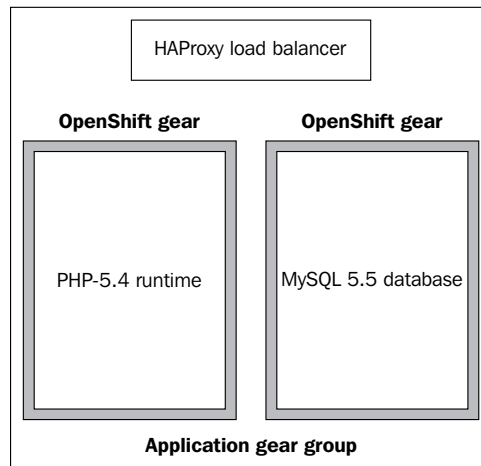 HAProxy load balancer
OpenShift gear
OpenShift gear
PHP-5.4 runtime
MySQL 5.5 database
Application gear group